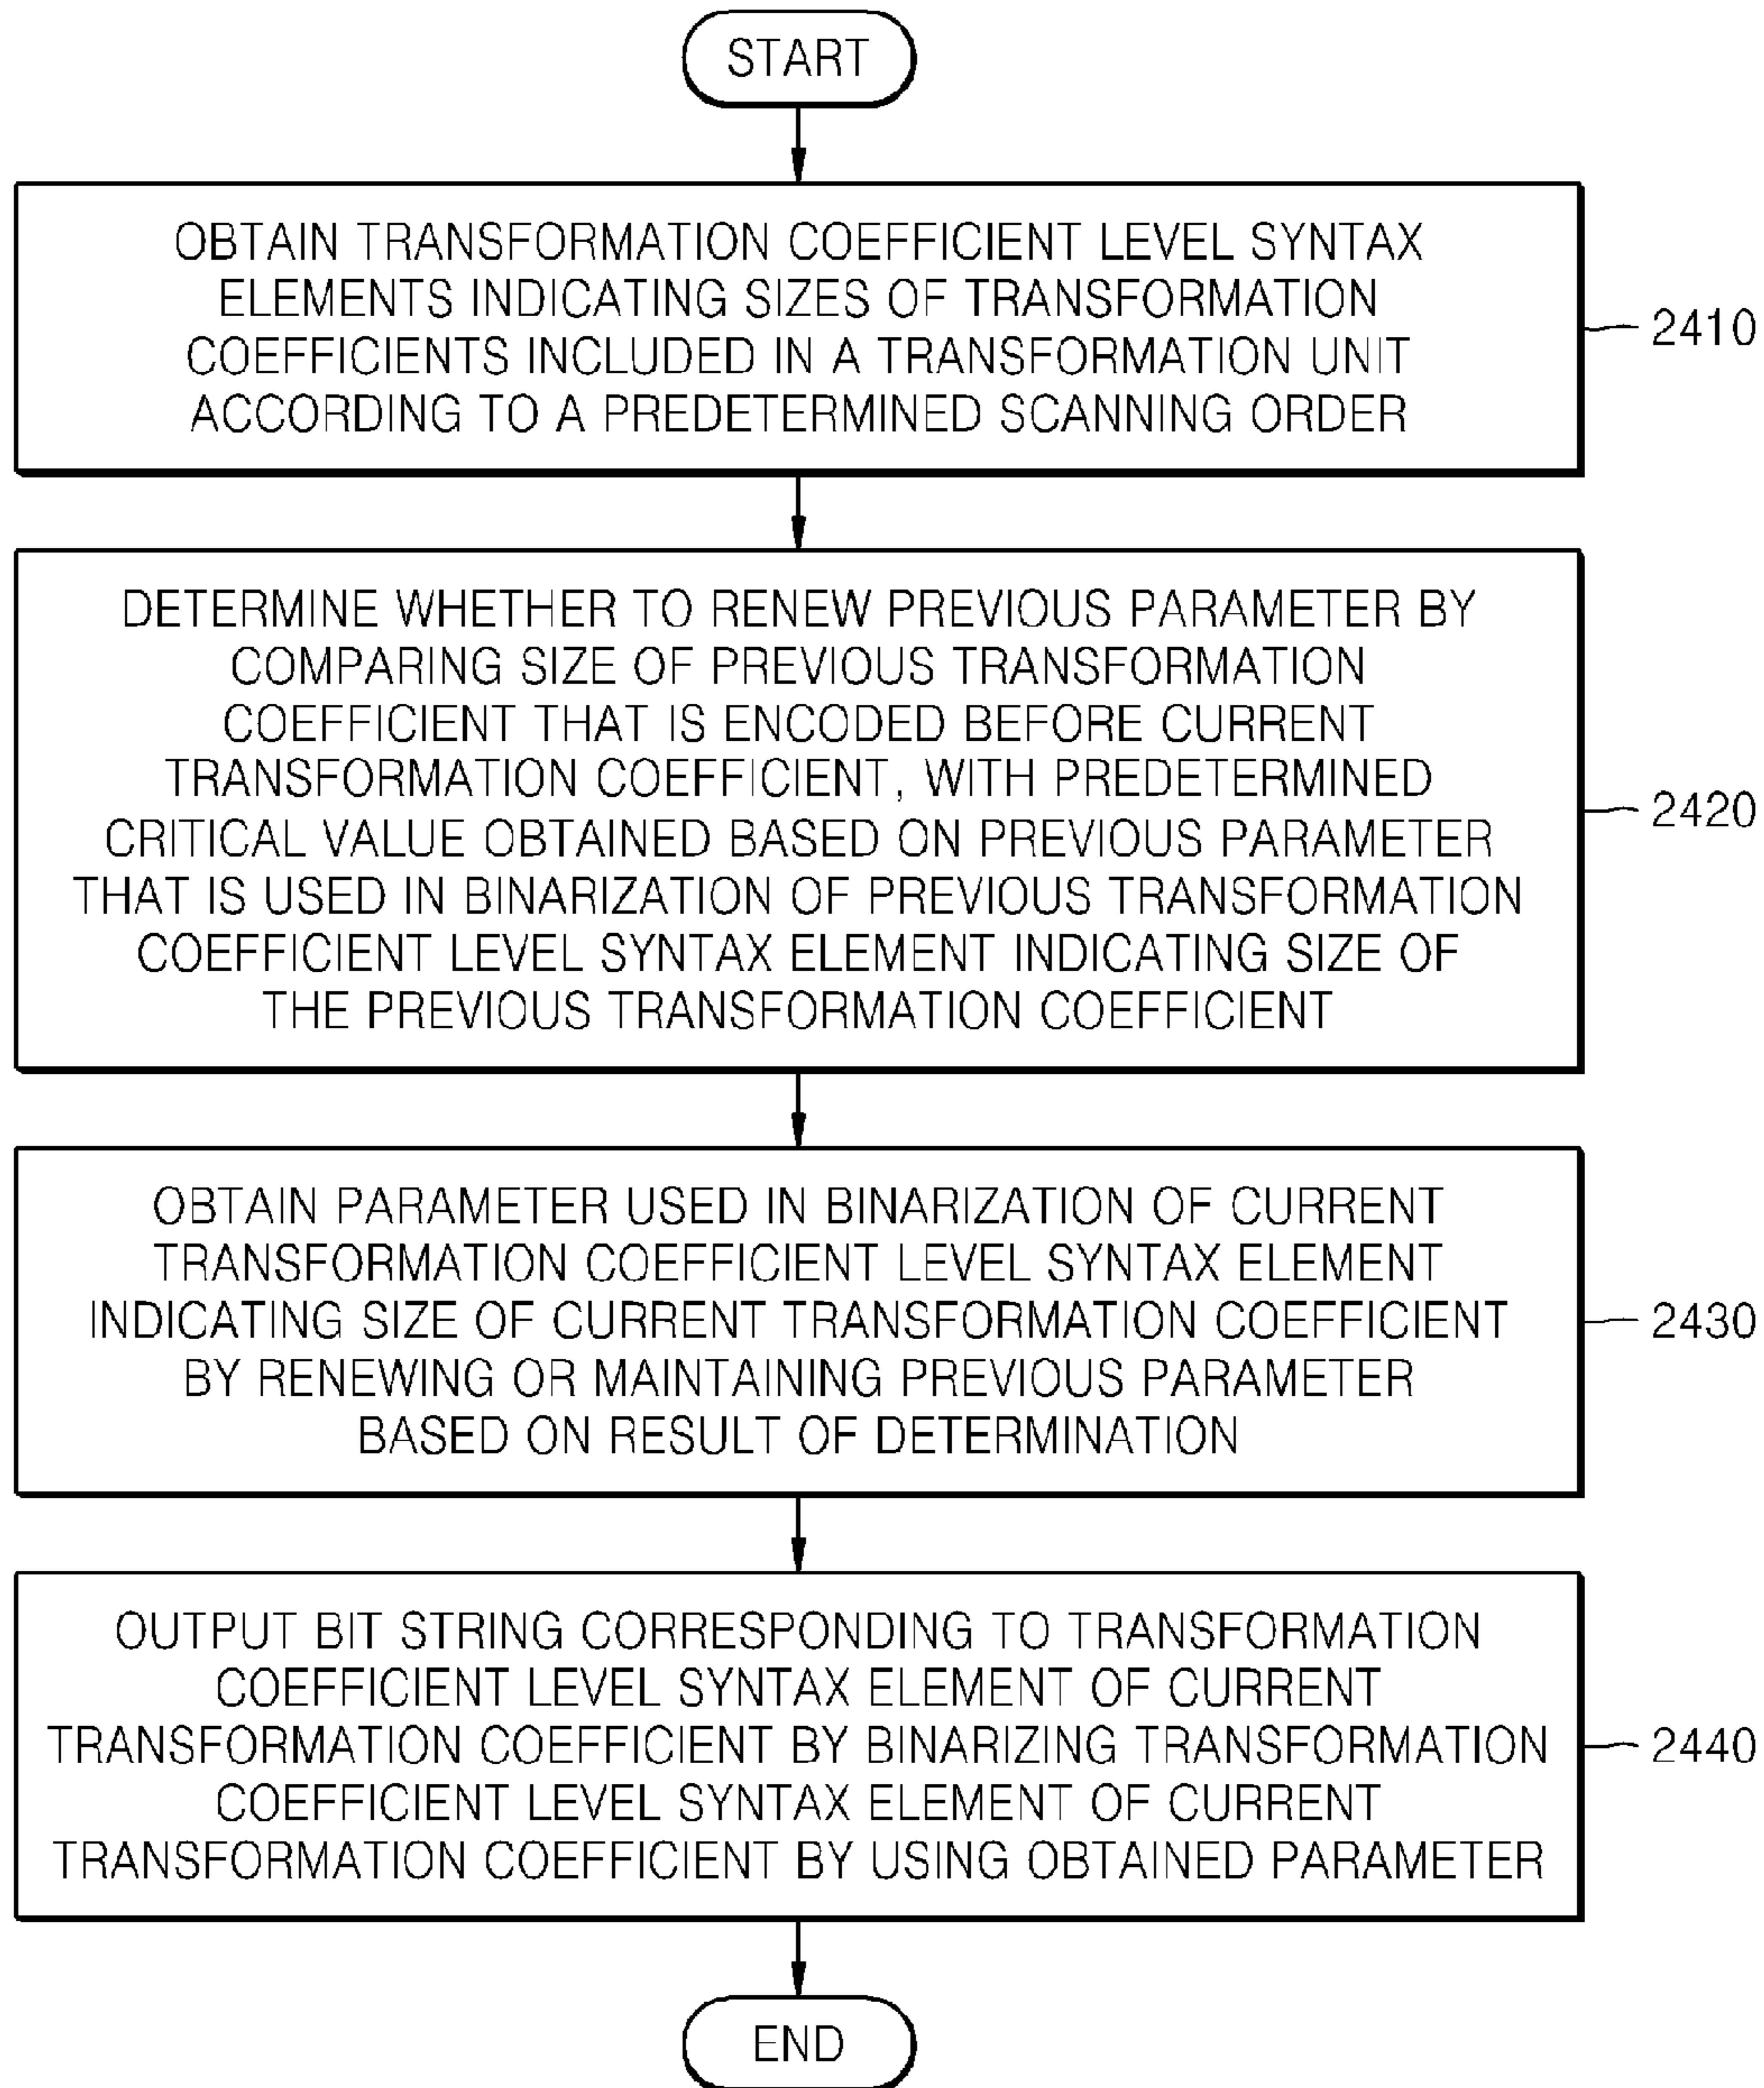 START
OBTAIN TRANSFORMATION COEFFICIENT LEVEL SYNTAX
ELEMENTS INDICATING SIZES OF TRANSFORMATION
COEFFICIENTS INCLUDED IN A TRANSFORMATION UNIT
ACCORDING TO A PREDETERMINED SCANNING ORDER
2410
DETERMINE WHETHER TO RENEW PREVIOUS PARAMETER BY
COMPARING SIZE OF PREVIOUS TRANSFORMATION
COEFFICIENT THAT IS ENCODED BEFORE CURRENT
TRANSFORMATION COEFFICIENT, WITH PREDETERMINED
CRITICAL VALUE OBTAINED BASED ON PREVIOUS PARAMETER
THAT IS USED IN BINARIZATION OF PREVIOUS TRANSFORMATION
COEFFICIENT LEVEL SYNTAX ELEMENT INDICATING SIZE OF
THE PREVIOUS TRANSFORMATION COEFFICIENT
2420
OBTAIN PARAMETER USED IN BINARIZATION OF CURRENT
TRANSFORMATION COEFFICIENT LEVEL SYNTAX ELEMENT
INDICATING SIZE OF CURRENT TRANSFORMATION COEFFICIENT
BY RENEWING OR MAINTAINING PREVIOUS PARAMETER
BASED ON RESULT OF DETERMINATION
2430
OUTPUT BIT STRING CORRESPONDING TO TRANSFORMATION
COEFFICIENT LEVEL SYNTAX ELEMENT OF CURRENT
TRANSFORMATION COEFFICIENT BY BINARIZING TRANSFORMATION
COEFFICIENT LEVEL SYNTAX ELEMENT OF CURRENT
TRANSFORMATION COEFFICIENT BY USING OBTAINED PARAMETER
2440
END